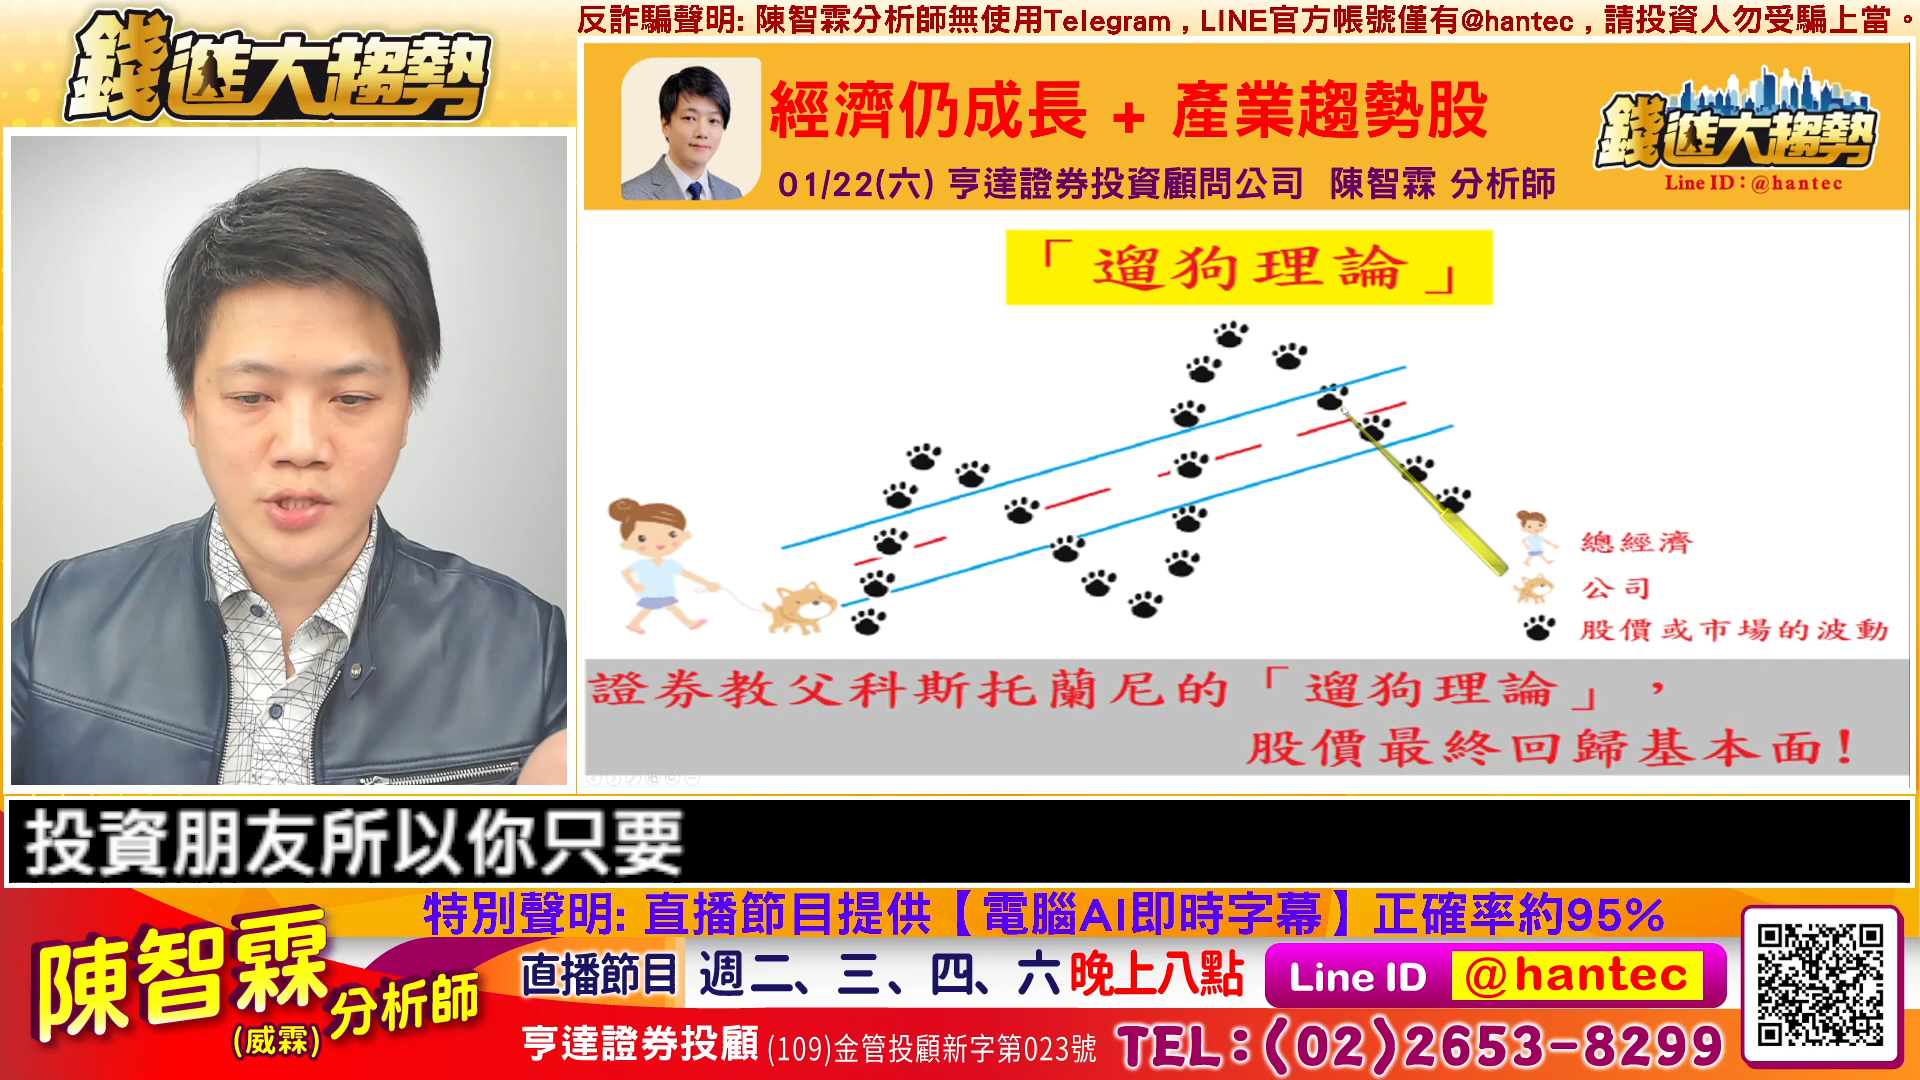 反詐騙聲明: 陳智霖分析師無使用Telegram , LINE官方帳號僅有@hantec , 請投資人勿受騙上當。
錢進大趨勢
經濟仍成長 + 產業趨勢股
01/22(六) 亨達證券投資顧問公司 陳智霖 分析師
錢進大趨勢
Line ID：@hantec
「遛狗理論」
總經濟
公司
股價或市場的波動
證券教父科斯托蘭尼的「遛狗理論」，
股價最終回歸基本面!
投資朋友所以你只要
特別聲明: 直播節目提供【電腦AI即時字幕】正確率約95%
陳智霖 分析師
(威霖)
直播節目 週二、三、四、六 晚上八點
Line ID @hantec
亨達證券投顧 (109)金管投顧新字第023號
TEL:(02)2653-8299